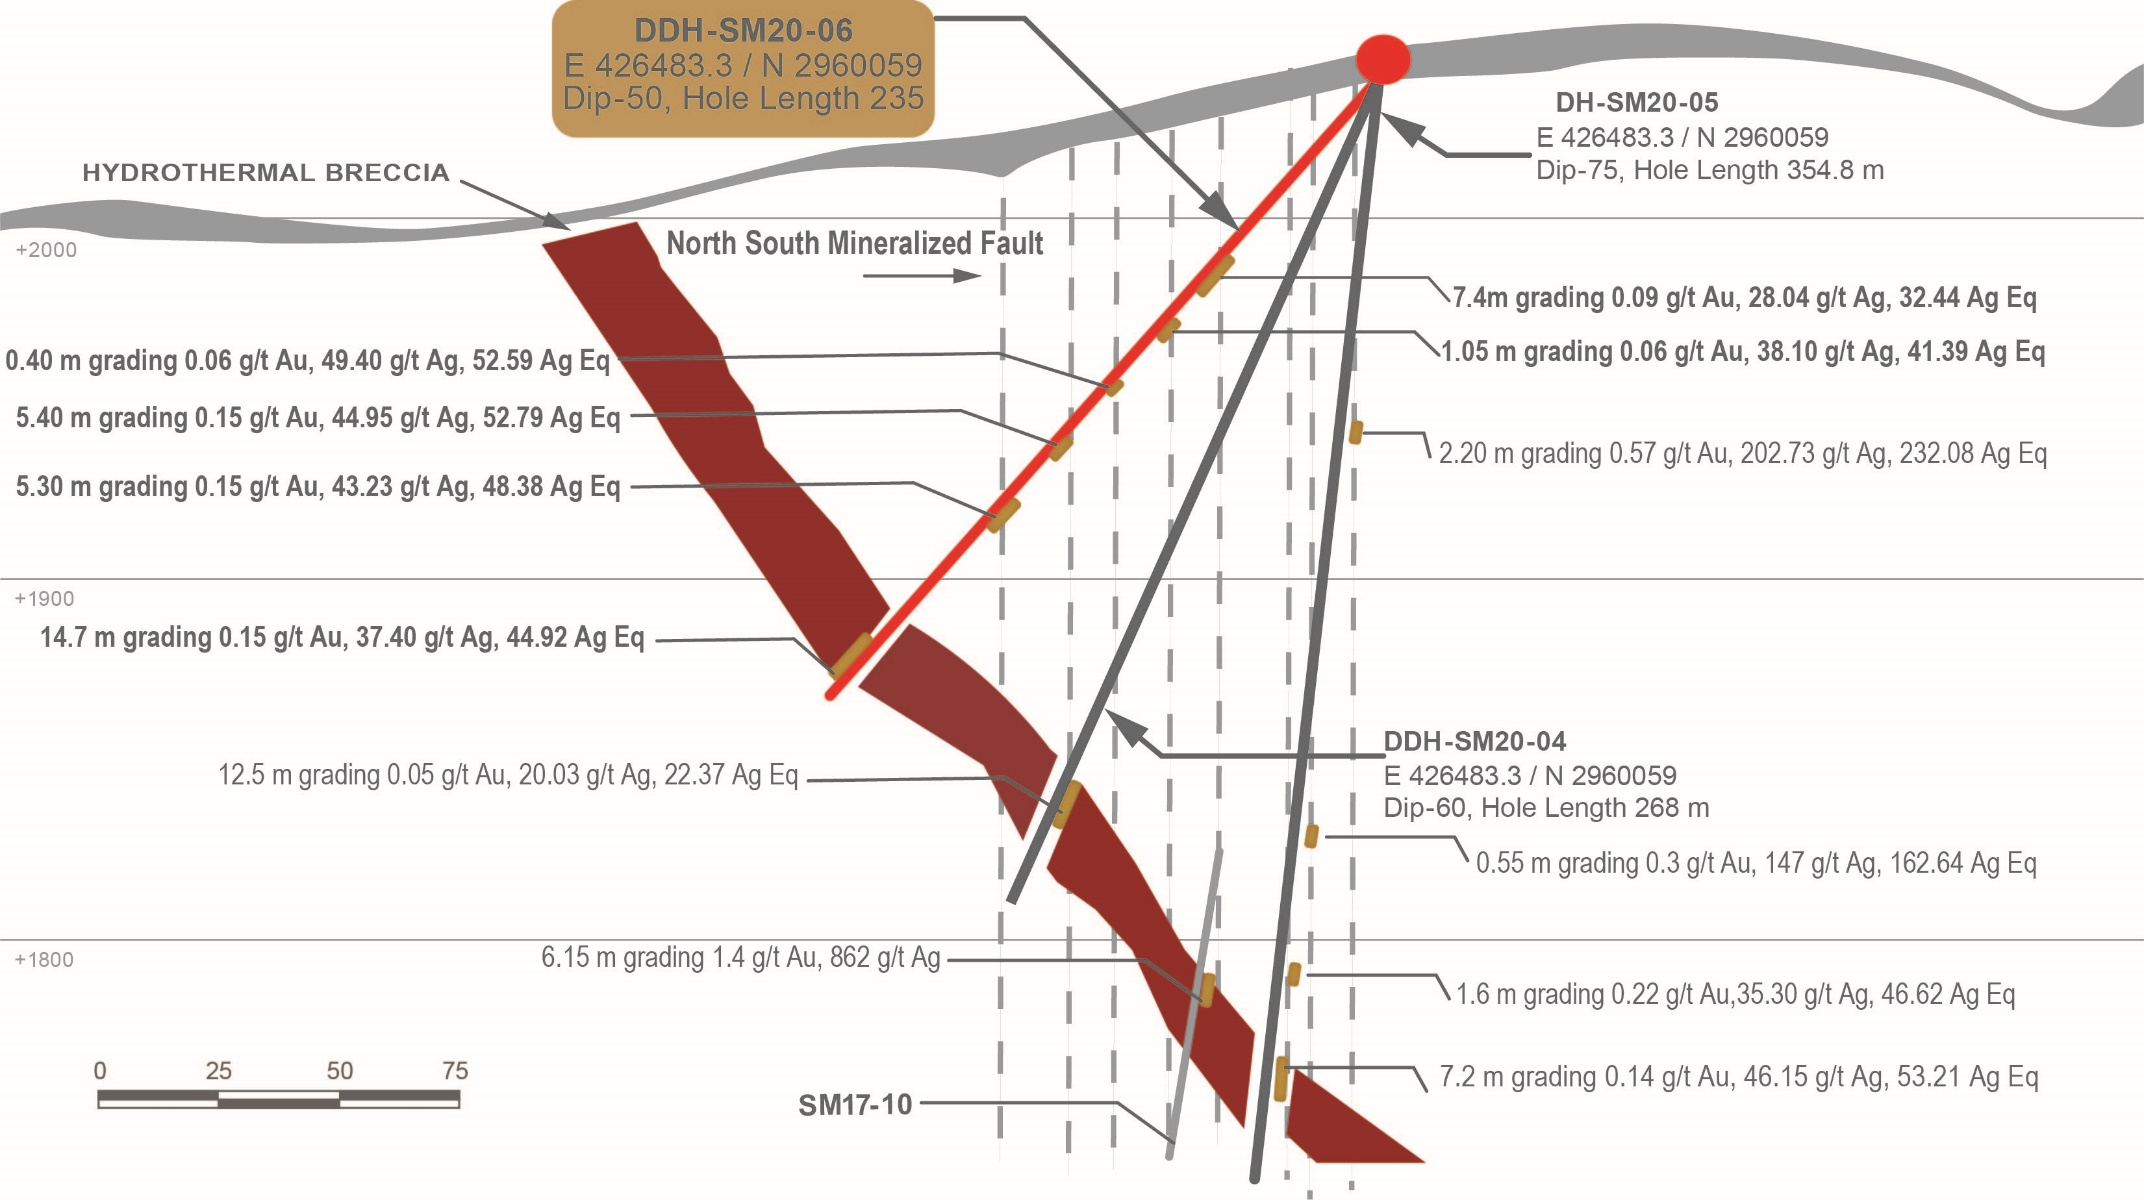 DDH-SM20-06
E 426483.3 / N 2960059
Dip-50, Hole Length 235
DH-SM20-05
E 426483.3 / N 2960059
Dip-75, Hole Length 354.8 m
HYDROTHERMAL BRECCIA
+2000
North South Mineralized Fault
7.4m grading 0.09 g/t Au, 28.04 g/t Ag, 32.44 Ag Eq
1.05 m grading 0.06 g/t Au, 38.10 g/t Ag, 41.39 Ag Eq
0.40 m grading 0.06 g/t Au, 49.40 g/t Ag, 52.59 Ag Eq
5.40 m grading 0.15 g/t Au, 44.95 g/t Ag, 52.79 Ag Eq
2.20 m grading 0.57 g/t Au, 202.73 g/t Ag, 232.08 Ag Eq
5.30 m grading 0.15 g/t Au, 43.23 g/t Ag, 48.38 Ag Eq
+1900
14.7 m grading 0.15 g/t Au, 37.40 g/t Ag, 44.92 Ag Eq
DDH-SM20-04
E 426483.3 / N 2960059
Dip-60, Hole Length 268 m
12.5 m grading 0.05 g/t Au, 20.03 g/t Ag, 22.37 Ag Eq
0.55 m grading 0.3 g/t Au, 147 g/t Ag, 162.64 Ag Eq
+1800
6.15 m grading 1.4 g/t Au, 862 g/t Ag
1.6 m grading 0.22 g/t Au,35.30 g/t Ag, 46.62 Ag Eq
7.2 m grading 0.14 g/t Au, 46.15 g/t Ag, 53.21 Ag Eq
0 25 50 75
SM17-10